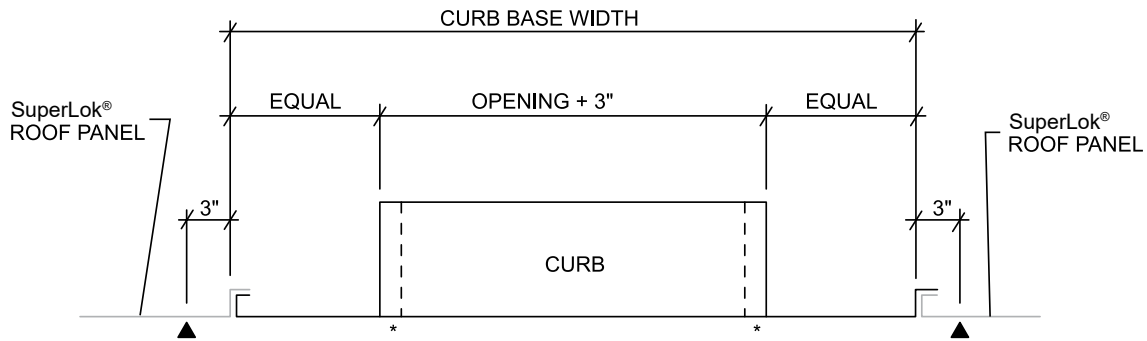 CURB BASE WIDTH
EQUAL
OPENING + 3"
EQUAL
SuperLok®
ROOF PANEL
SuperLok®
ROOF PANEL
3"
3"
CURB
*
*